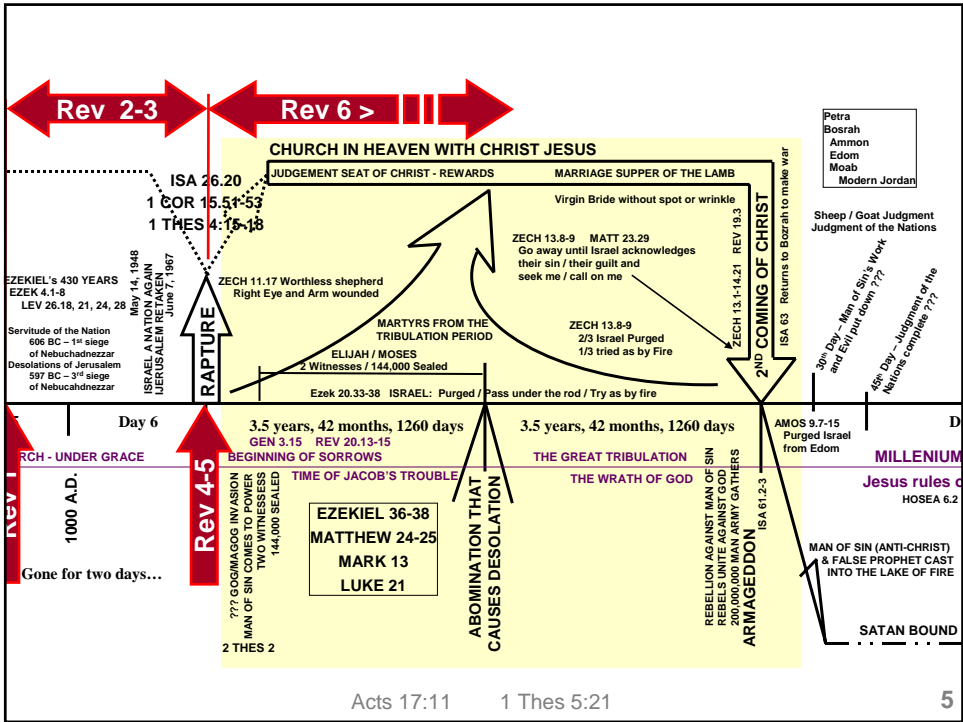 Rev 2-3
Rev 6 >
Petra
Bosrah
Ammon
Edom
Moab
Modern Jordan
CHURCH IN HEAVEN WITH CHRIST JESUS
JUDGEMENT SEAT OF CHRIST - REWARDS
MARRIAGE SUPPER OF THE LAMB
Virgin Bride without spot or wrinkle
ISA 26.20
1 COR 15.51-53
1 THES 4:15-18
ZECH 13.8-9 MATT 23.29
Go away until Israel acknowledges
their sin / their guilt and
seek me / call on me
ZECH 13.1-14.21 REV 19.3
2ND COMING OF CHRIST
ISA 63 Returns to Bozrah to make war
Sheep / Goat Judgment
Judgment of the Nations
30th Day – Man of Sin's Work
and Evil put down ???
45th Day – Judgment of the
Nations complete ???
EZEKIEL's 430 YEARS
EZEK 4.1-8
LEV 26.18, 21, 24, 28
Servitude of the Nation
606 BC – 1st siege
of Nebuchadnezzar
Desolations of Jerusalem
597 BC – 3rd siege
of Nebucahdnezzar
May 14, 1948
ISRAEL A NATION AGAIN
IJERUSALEM RETAKEN
June 7, 1967
RAPTURE
ZECH 11.17 Worthless shepherd
Right Eye and Arm wounded
MARTYRS FROM THE
TRIBULATION PERIOD
ZECH 13.8-9
2/3 Israel Purged
1/3 tried as by Fire
ELIJAH / MOSES
2 Witnesses / 144,000 Sealed
Ezek 20.33-38 ISRAEL: Purged / Pass under the rod / Try as by fire
Day 6
3.5 years, 42 months, 1260 days
3.5 years, 42 months, 1260 days
AMOS 9.7-15
Purged Israel
from Edom
D
GEN 3.15 REV 20.13-15
RCH - UNDER GRACE
BEGINNING OF SORROWS
THE GREAT TRIBULATION
MILLENIUM
TIME OF JACOB'S TROUBLE
THE WRATH OF GOD
Jesus rules o
HOSEA 6.2
Rev 1
1000 A.D.
Rev 4-5
??? GOG/MAGOG INVASION
MAN OF SIN COMES TO POWER
TWO WITNESSESS
144,000 SEALED
2 THES 2
EZEKIEL 36-38
MATTHEW 24-25
MARK 13
LUKE 21
ABOMINATION THAT
CAUSES DESOLATION
REBELLION AGAINST MAN OF SIN
REBELS UNITE AGAINST GOD
200,000,000 MAN ARMY GATHERS
ARMAGEDDON
ISA 61.2-3
Gone for two days…
MAN OF SIN (ANTI-CHRIST)
& FALSE PROPHET CAST
INTO THE LAKE OF FIRE
SATAN BOUND
Acts 17:11 1 Thes 5:21
5